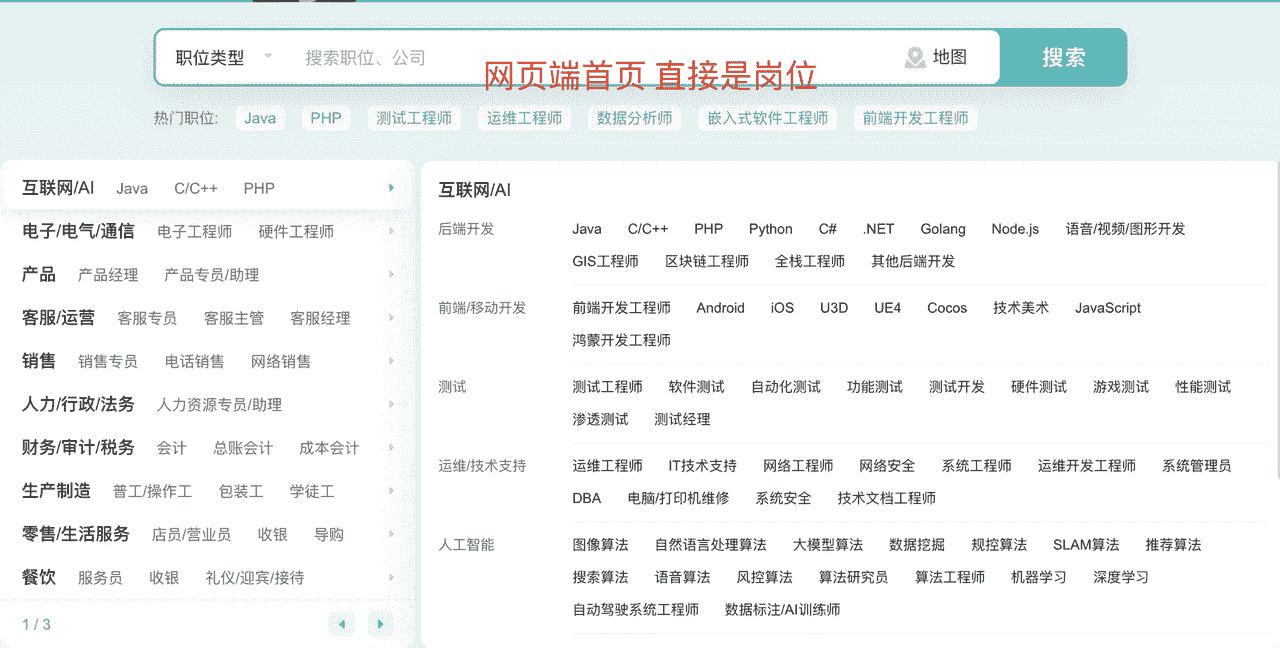 职位类型 搜索职位、公司 地图 搜索
网页端首页 直接是岗位
热门职位: Java PHP 测试工程师 运维工程师 数据分析师 嵌入式软件工程师 前端开发工程师
互联网/AI Java C/C++ PHP
电子/电气/通信 电子工程师 硬件工程师
产品 产品经理 产品专员/助理
客服/运营 客服专员 客服主管 客服经理
销售 销售专员 电话销售 网络销售
人力/行政/法务 人力资源专员/助理
财务/审计/税务 会计 总账会计 成本会计
生产制造 普工/操作工 包装工 学徒工
零售/生活服务 店员/营业员 收银 导购
餐饮 服务员 收银 礼仪/迎宾/接待
1 / 3
互联网/AI
后端开发 Java C/C++ PHP Python C# .NET Golang Node.js 语音/视频/图形开发
GIS工程师 区块链工程师 全栈工程师 其他后端开发
前端/移动开发 前端开发工程师 Android iOS U3D UE4 Cocos 技术美术 JavaScript
鸿蒙开发工程师
测试 测试工程师 软件测试 自动化测试 功能测试 测试开发 硬件测试 游戏测试 性能测试
渗透测试 测试经理
运维/技术支持 运维工程师 IT技术支持 网络工程师 网络安全 系统工程师 运维开发工程师 系统管理员
DBA 电脑/打印机维修 系统安全 技术文档工程师
人工智能 图像算法 自然语言处理算法 大模型算法 数据挖掘 规控算法 SLAM算法 推荐算法
搜索算法 语音算法 风控算法 算法研究员 算法工程师 机器学习 深度学习
自动驾驶系统工程师 数据标注/AI训练师